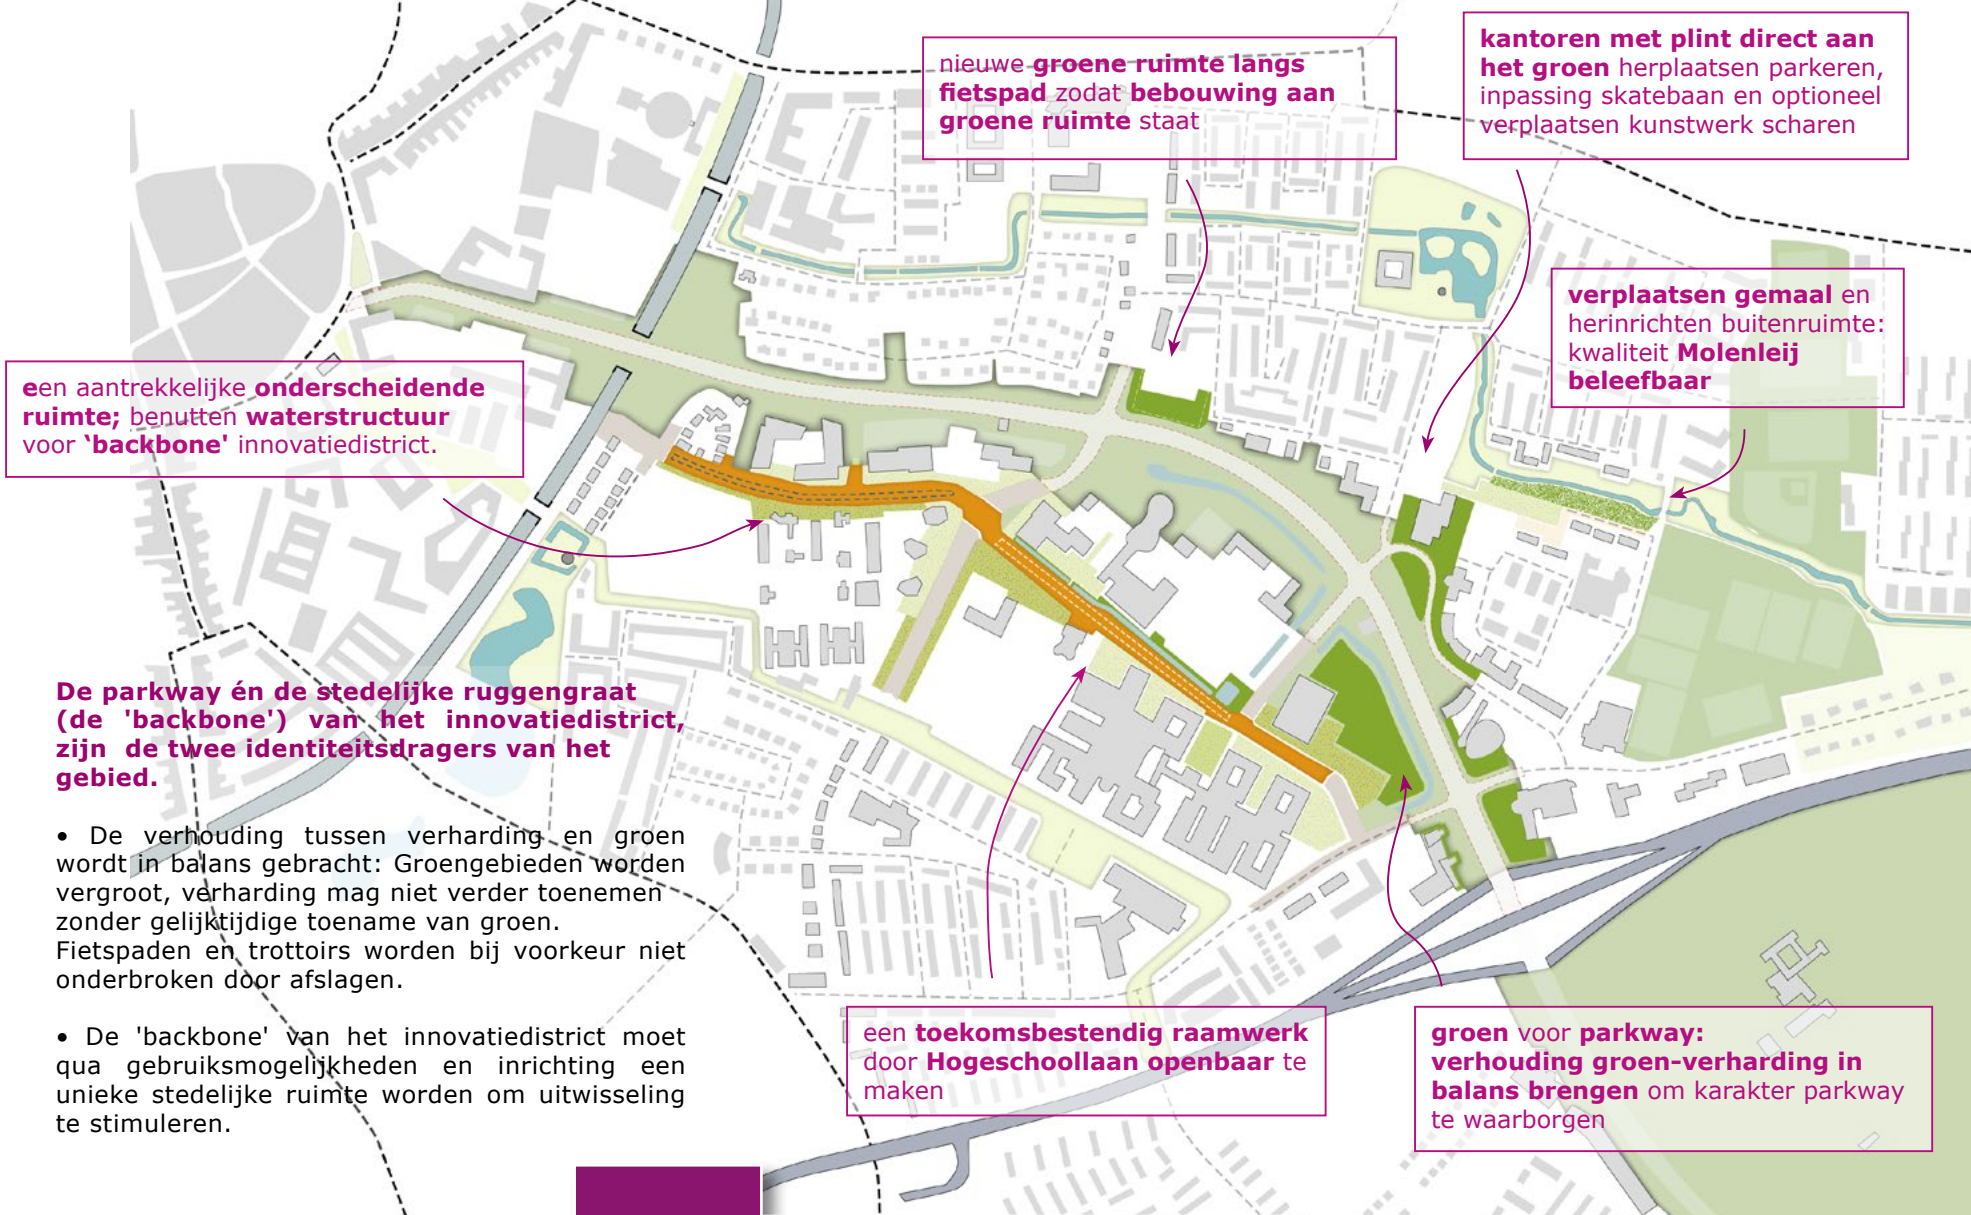 nieuwe groene ruimte langs
fietspad zodat bebouwing aan
groene ruimte staat
kantoren met plint direct aan
het groen herplaatsen parkeren,
inpassing skatebaan en optioneel
verplaatsen kunstwerk scharen
verplaatsen gemaal en
herinrichten buitenruimte:
kwaliteit Molenleij
beleefbaar
een aantrekkelijke onderscheidende
ruimte; benutten waterstructuur
voor ‘backbone' innovatiedistrict.
De parkway én de stedelijke ruggengraat
(de 'backbone') van het innovatiedistrict,
zijn de twee identiteitsdragers van het
gebied.
• De verhouding tussen verharding en groen
wordt in balans gebracht: Groengebieden worden
vergroot, verharding mag niet verder toenemen
zonder gelijktijdige toename van groen.
Fietspaden en trottoirs worden bij voorkeur niet
onderbroken door afslagen.
• De 'backbone' van het innovatiedistrict moet
qua gebruiksmogelijkheden en inrichting een
unieke stedelijke ruimte worden om uitwisseling
te stimuleren.
een toekomsbestendig raamwerk
door Hogeschoollaan openbaar te
maken
groen voor parkway:
verhouding groen-verharding in
balans brengen om karakter parkway
te waarborgen